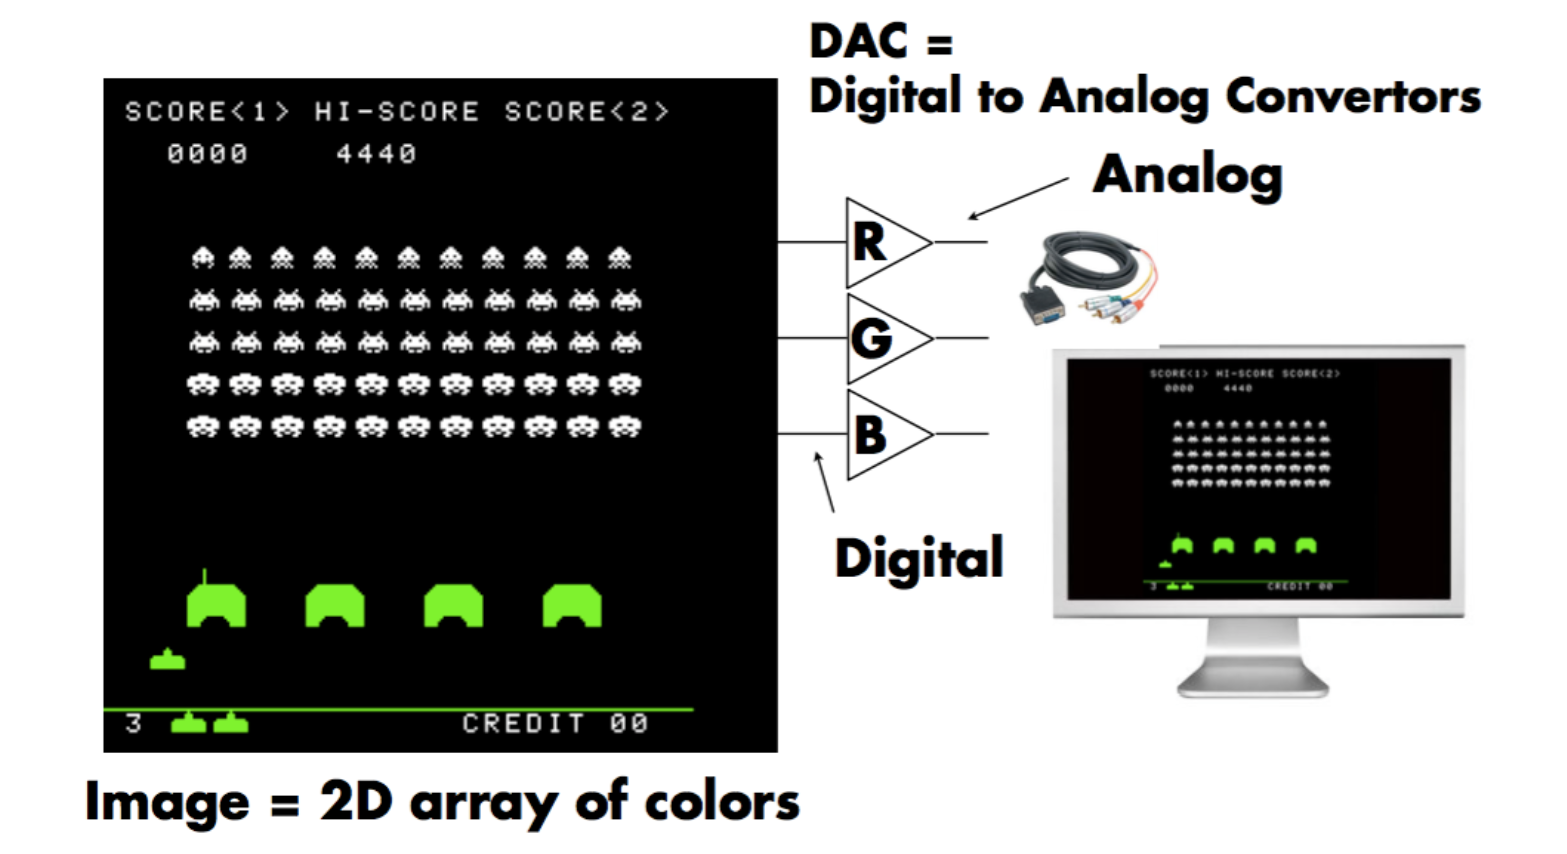 DAC =
Digital to Analog Convertors
SCORE<1> HI-SCORE SCORE<2>
0000 4440
Analog
R
G
B
Digital
SCORE<1> HI-SCORE SCORE<2>
0000 4440
3 CREDIT 00
3 CREDIT 00
Image = 2D array of colors